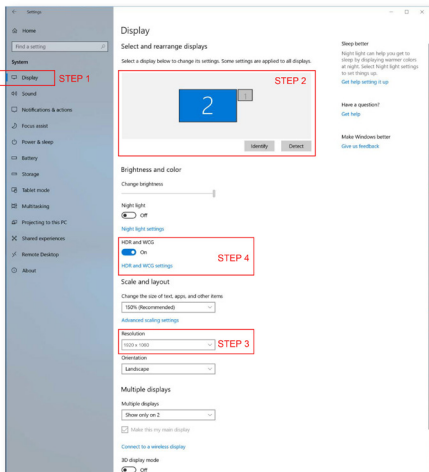 Settings
Home
Find a setting
System
Display
STEP 1
Sound
Notifications & actions
Focus assist
Power & sleep
Battery
Storage
Tablet mode
Multitasking
Projecting to this PC
Shared experiences
Remote Desktop
About
Display
Select and rearrange displays
Select a display below to change its settings. Some settings are applied to all displays.
STEP 2
2
1
Identify
Detect
Brightness and color
Change brightness
Night light
Off
Night light settings
HDR and WCG
On
STEP 4
HDR and WCG settings
Scale and layout
Change the size of text, apps, and other items
150% (Recommended)
Advanced scaling settings
Resolution
1920 x 1080
STEP 3
Orientation
Landscape
Multiple displays
Multiple displays
Show only on 2
Make this my main display
Connect to a wireless display
3D display mode
Off
Sleep better
Night light can help you get to
sleep by displaying warmer colors
at night. Select Night light settings
to set things up.
Get help setting it up
Have a question?
Get help
Make Windows better
Give us feedback